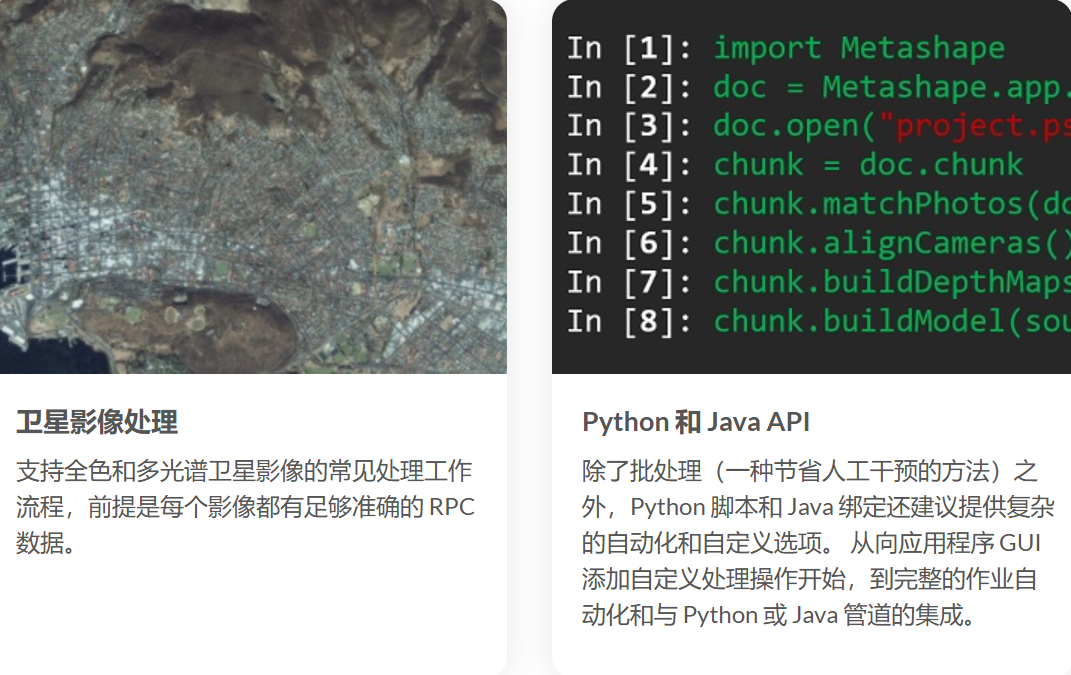 In [1]: import Metashape
In [2]: doc = Metashape.app.
In [3]: doc.open("project.ps
In [4]: chunk = doc.chunk
In [5]: chunk.matchPhotos(do
In [6]: chunk.alignCameras()
In [7]: chunk.buildDepthMaps
In [8]: chunk.buildModel(sou
卫星影像处理
支持全色和多光谱卫星影像的常见处理工作
流程，前提是每个影像都有足够准确的 RPC
数据。
Python 和 Java API
除了批处理（一种节省人工干预的方法）之
外，Python 脚本和 Java 绑定还建议提供复杂
的自动化和自定义选项。 从向应用程序 GUI
添加自定义处理操作开始，到完整的作业自
动化和与 Python 或 Java 管道的集成。